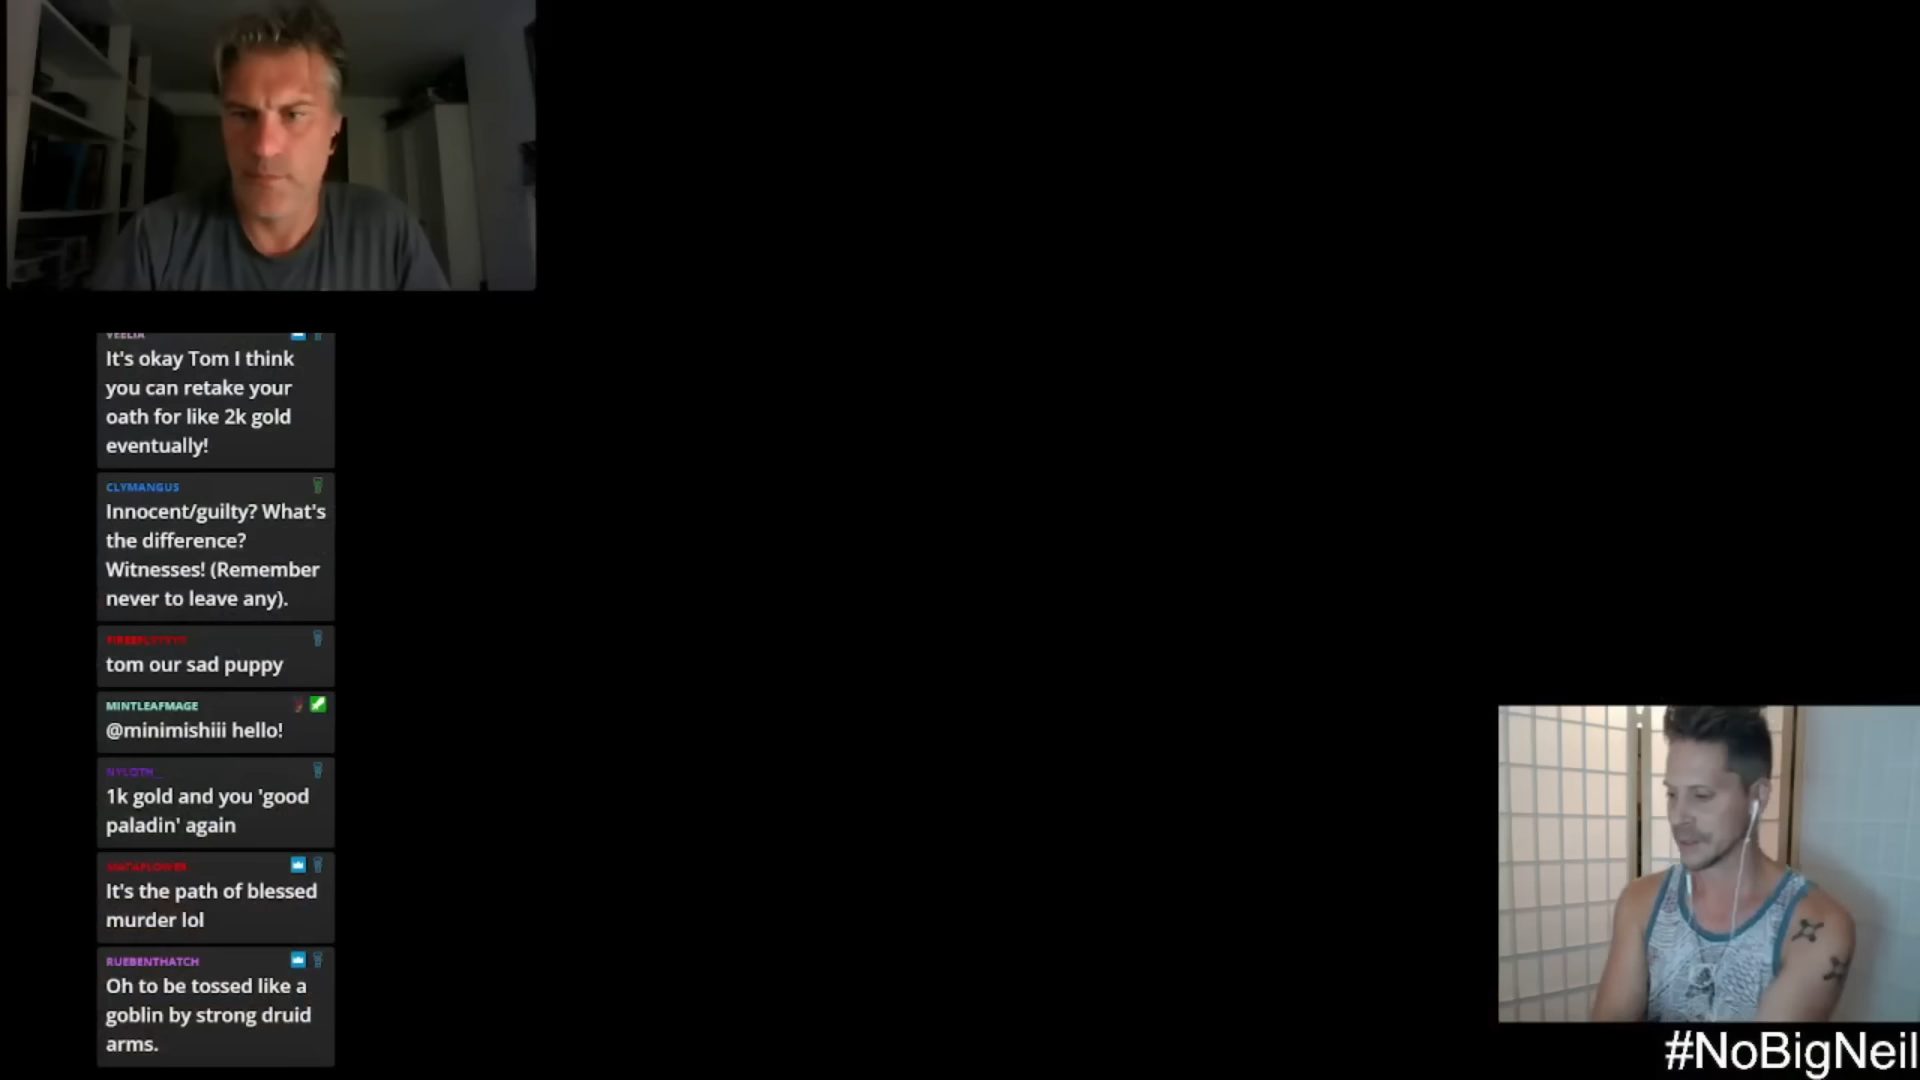 VEELIA
It's okay Tom I think
you can retake your
oath for like 2k gold
eventually!
CLYMANGUS
Innocent/guilty? What's
the difference?
Witnesses! (Remember
never to leave any).
tom our sad puppy
MINTLEAFMAGE
@minimishiii hello!
NYLOTH_
1k gold and you 'good
paladin' again
MATAFLOWER
It's the path of blessed
murder lol
RUEBENTHATCH
Oh to be tossed like a
goblin by strong druid
arms.
#NoBigNeil